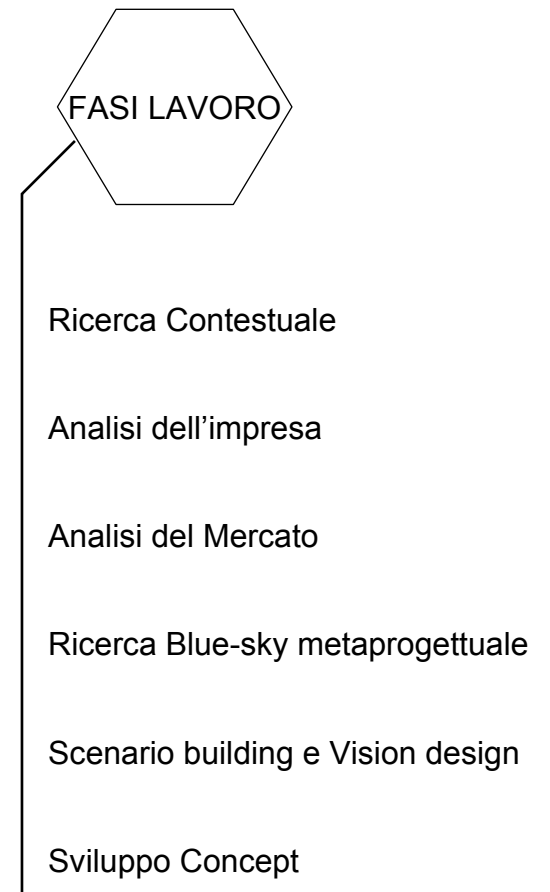 FASI LAVORO
Ricerca Contestuale
Analisi dell’impresa
Analisi del Mercato
Ricerca Blue-sky metaprogettuale
Scenario building e Vision design
Sviluppo Concept